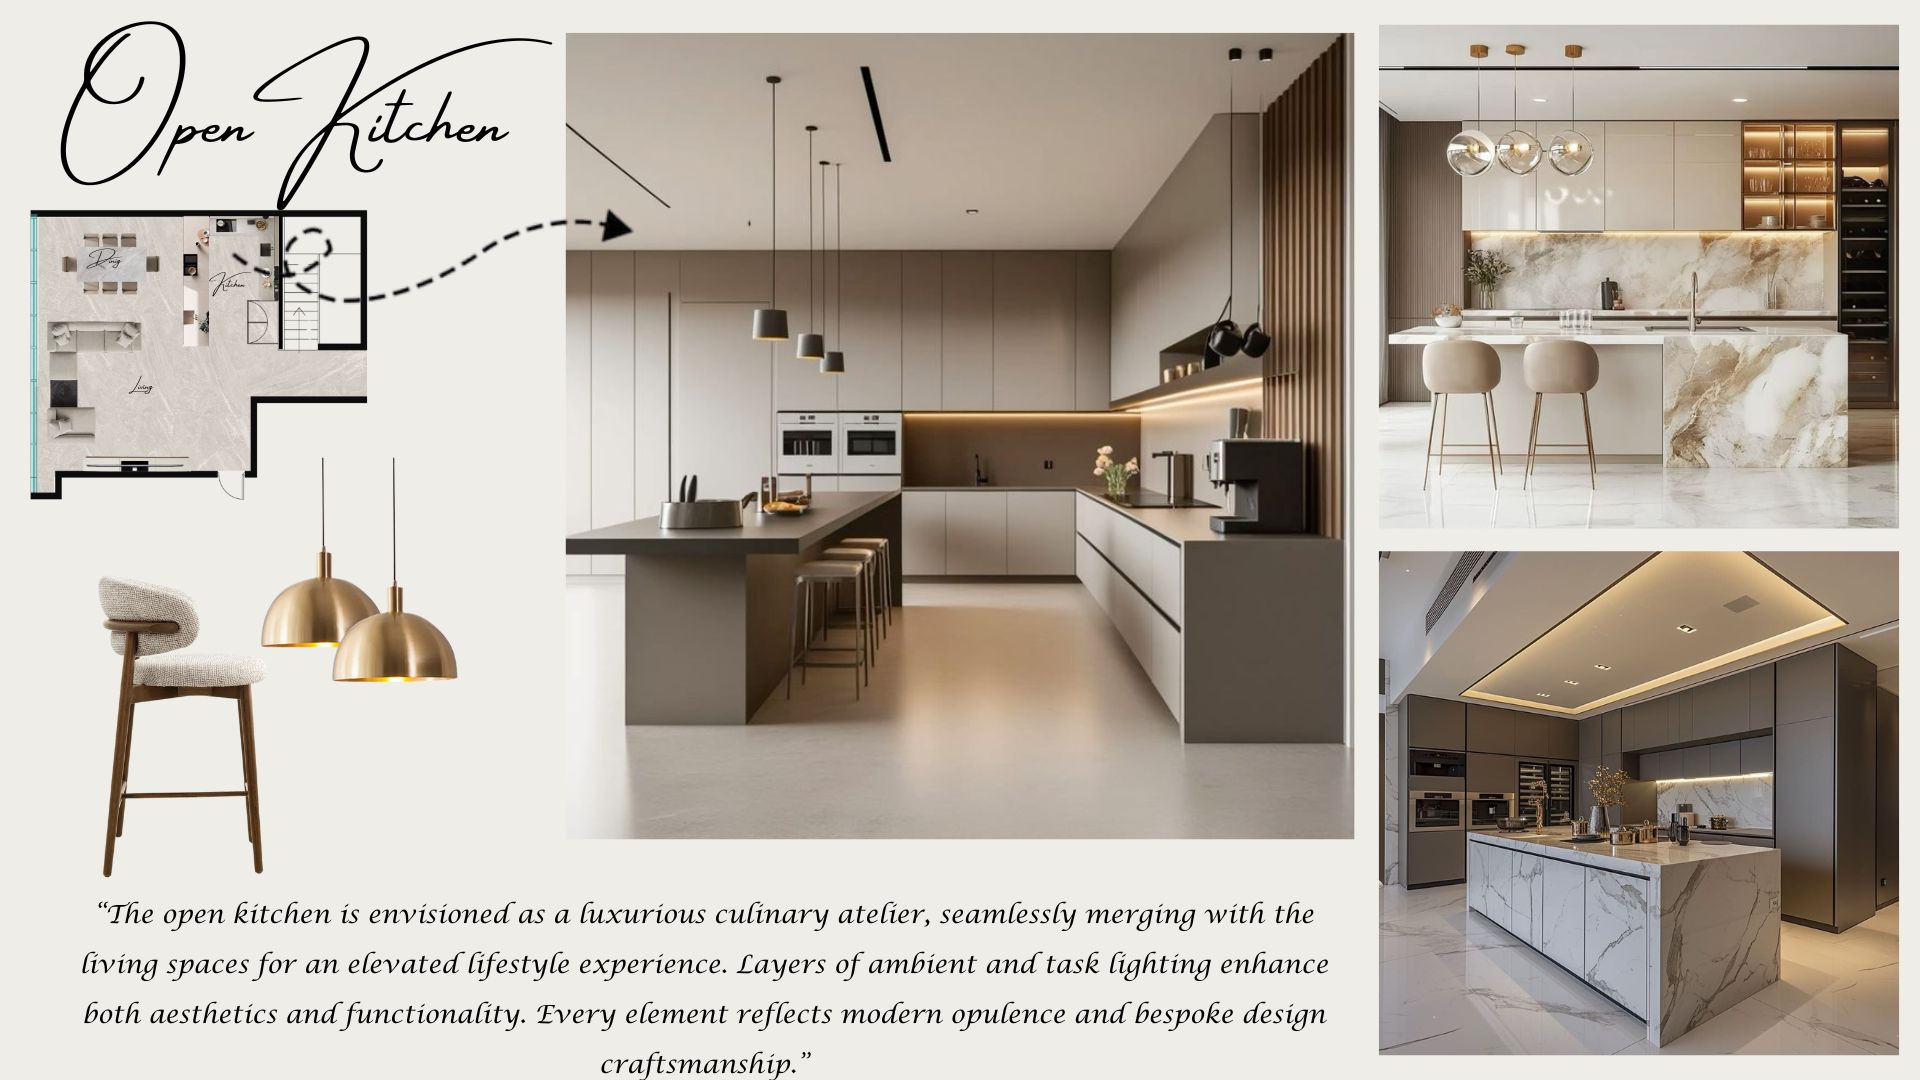 Open Kitchen
Dinig
Kitchen
Living
“The open kitchen is envisioned as a luxurious culinary atelier, seamlessly merging with the
living spaces for an elevated lifestyle experience. Layers of ambient and task lighting enhance
both aesthetics and functionality. Every element reflects modern opulence and bespoke design
craftsmanship.”